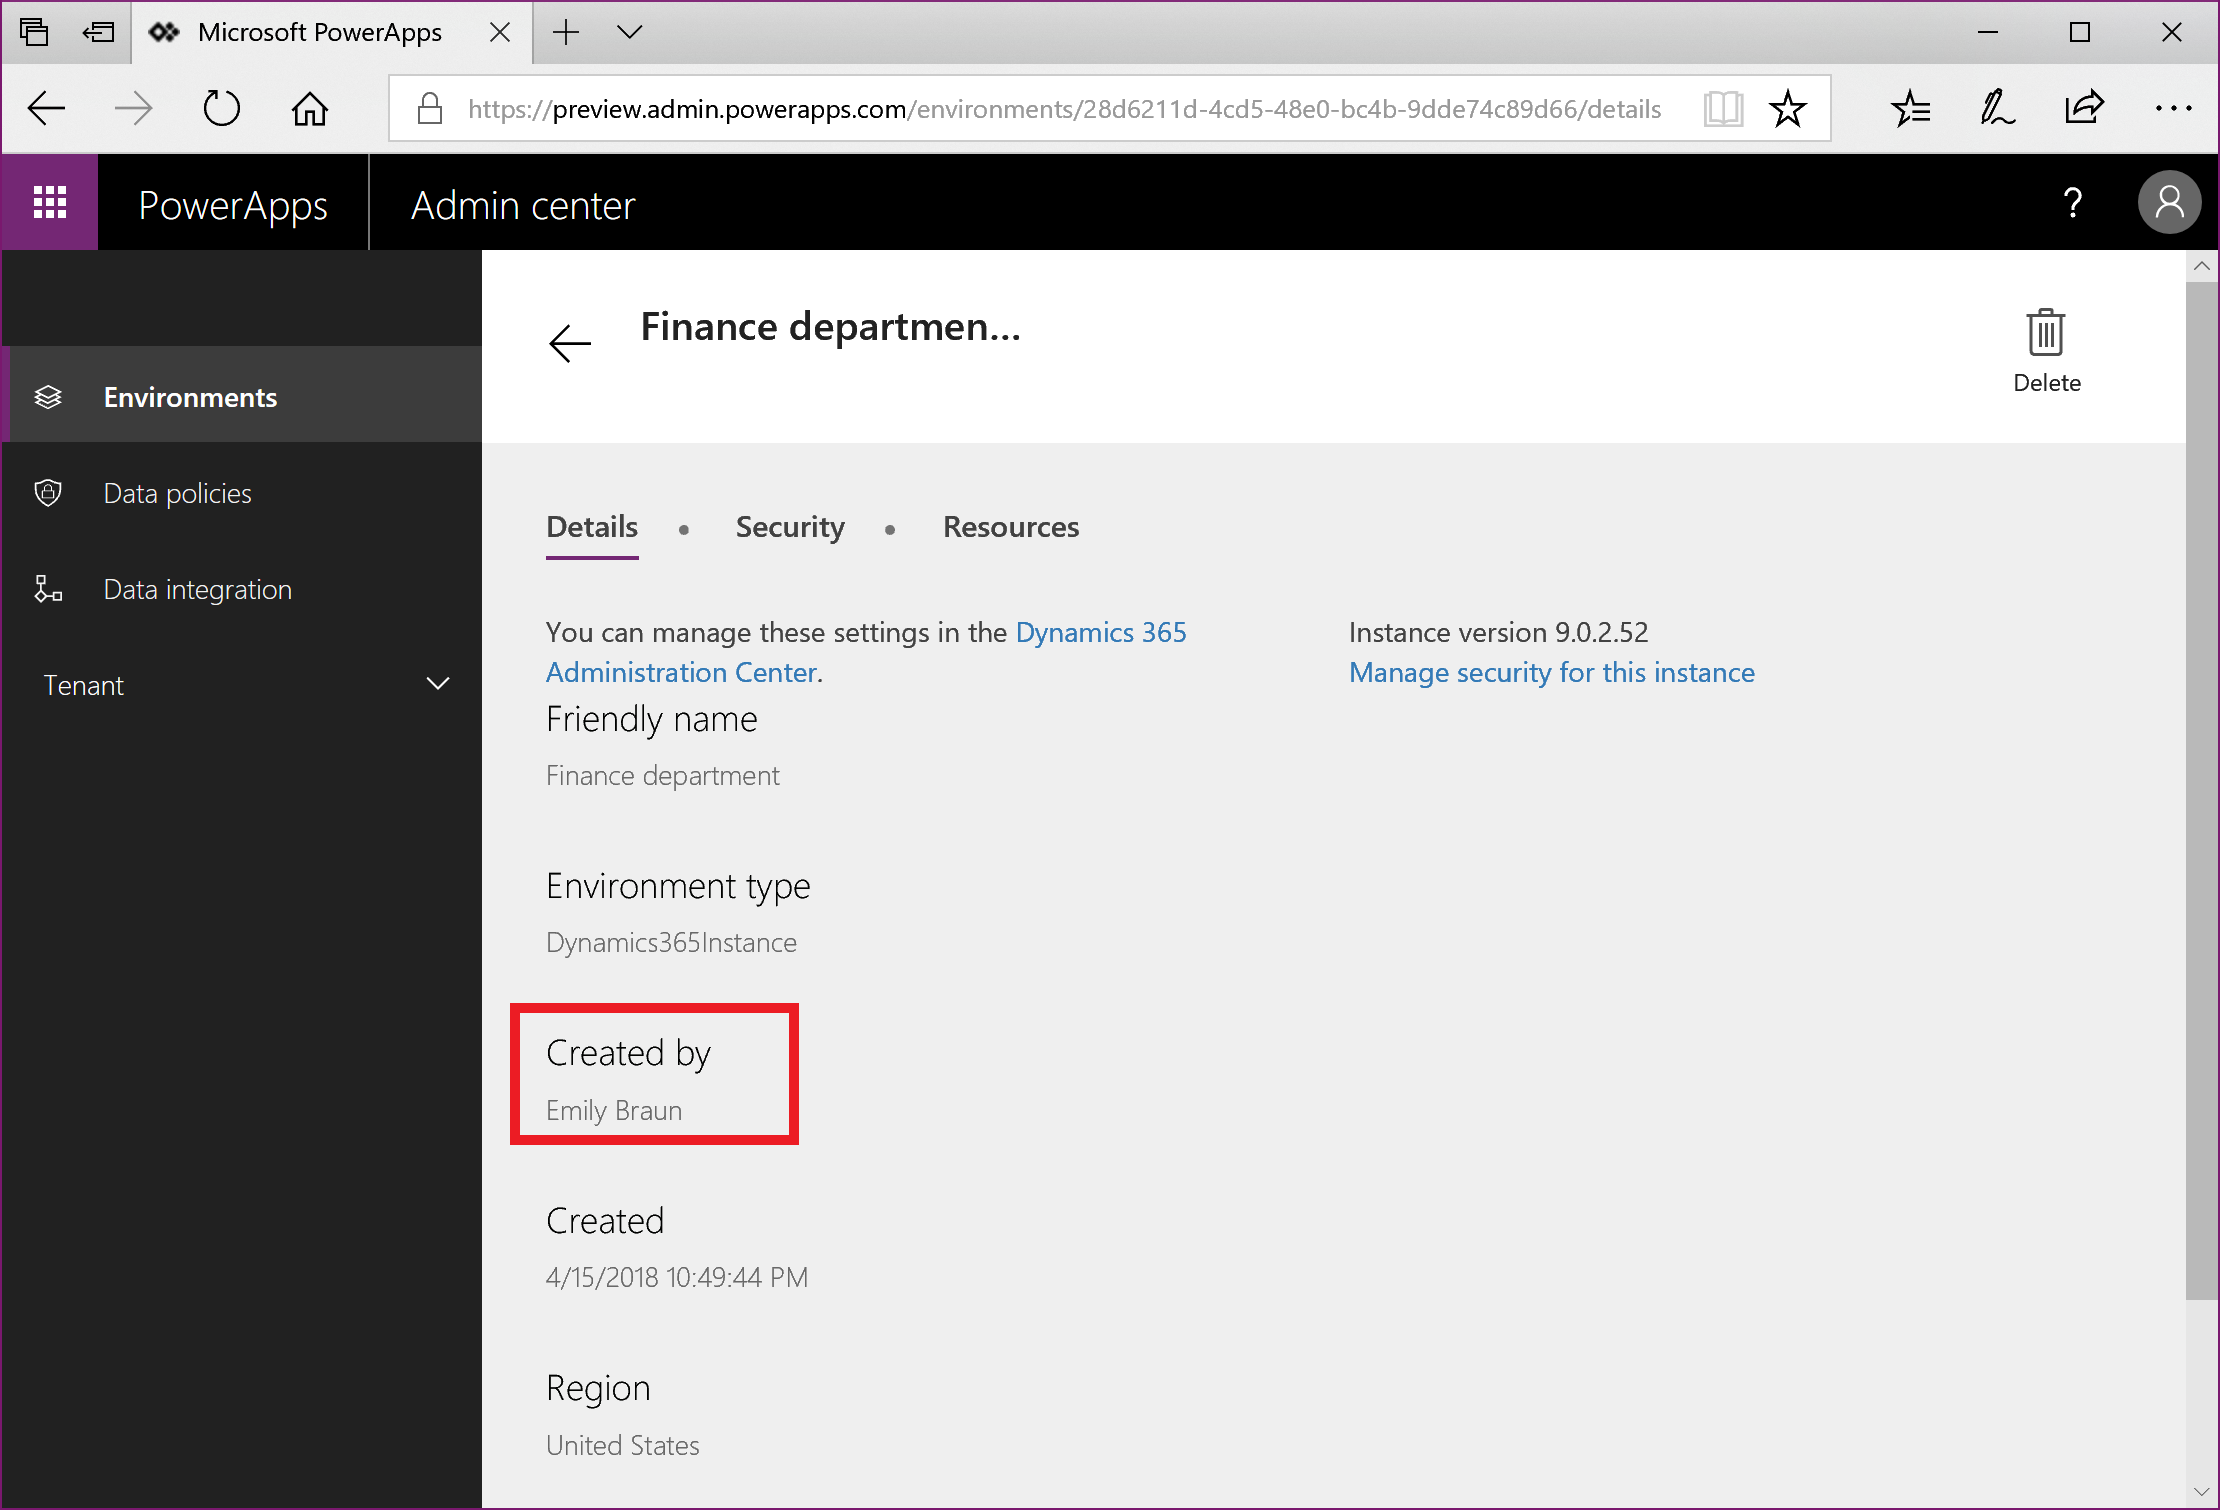 Microsoft PowerApps
https://preview.admin.powerapps.com/environments/28d6211d-4cd5-48e0-bc4b-9dde74c89d66/details
PowerApps
Admin center
?
Finance departmen...
Delete
Environments
Data policies
Data integration
Tenant
Details • Security • Resources
You can manage these settings in the Dynamics 365
Administration Center.
Instance version 9.0.2.52
Manage security for this instance
Friendly name
Finance department
Environment type
Dynamics365Instance
Created by
Emily Braun
Created
4/15/2018 10:49:44 PM
Region
United States